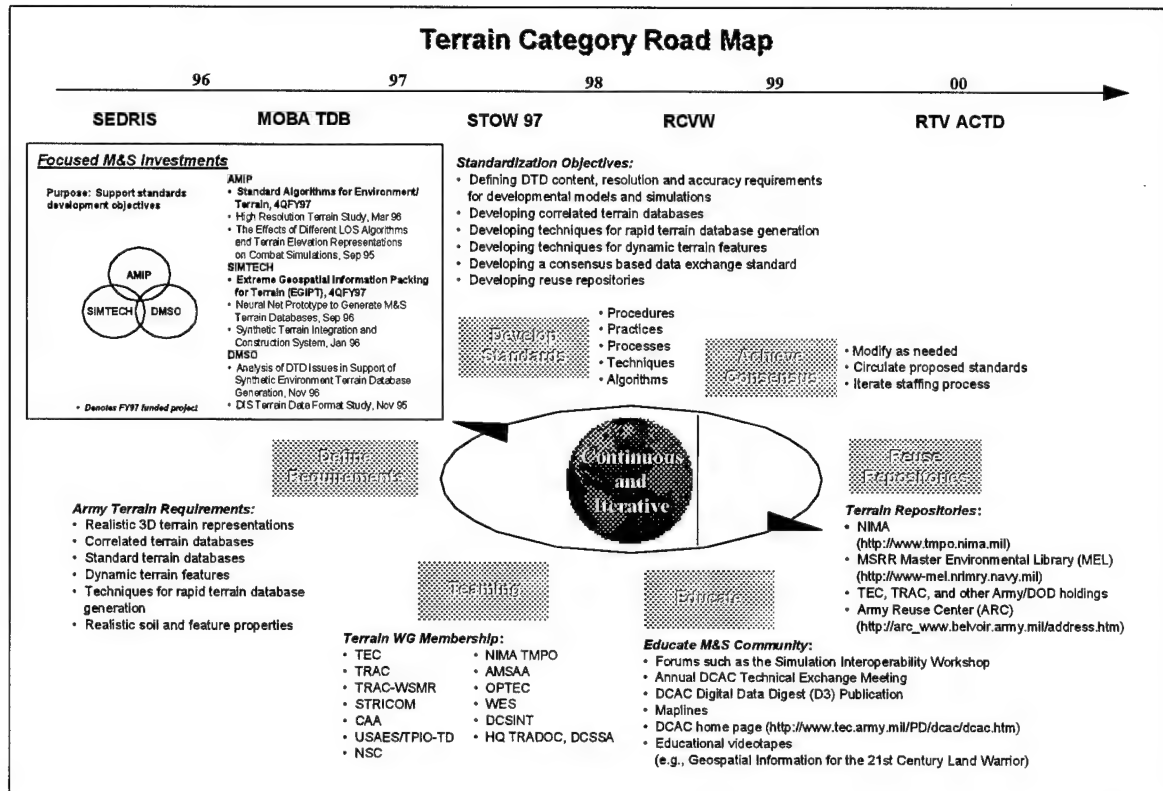 Terrain Category Road Map
96 97 98 99 00
SEDRIS MOBA TDB STOW 97 RCVW RTV ACTD
Focused M&S Investments
Purpose: Support standards
development objectives
AMIP
SIMTECH DMSO
• Denotes FY97 funded project
AMIP
• Standard Algorithms for Environment/
Terrain, 4QFY97
• High Resolution Terrain Study, Mar 96
• The Effects of Different LOS Algorithms
and Terrain Elevation Representations
on Combat Simulations, Sep 95
SIMTECH
• Extreme Geospatial Information Packing
for Terrain (EGIPT), 4QFY97
• Neural Net Prototype to Generate M&S
Terrain Databases, Sep 96
• Synthetic Terrain Integration and
Construction System, Jan 96
DMSO
• Analysis of DTD Issues in Support of
Synthetic Environment Terrain Database
Generation, Nov 96
• DIS Terrain Data Format Study, Nov 95
Standardization Objectives:
• Defining DTD content, resolution and accuracy requirements
for developmental models and simulations
• Developing correlated terrain databases
• Developing techniques for rapid terrain database generation
• Developing techniques for dynamic terrain features
• Developing a consensus based data exchange standard
• Developing reuse repositories
Develop
Standards
• Procedures
• Practices
• Processes
• Techniques
• Algorithms
Achieve
Consensus
• Modify as needed
• Circulate proposed standards
• Iterate staffing process
Define
Requirements
Continuous
and
Iterative
Reuse
Repositories
Army Terrain Requirements:
• Realistic 3D terrain representations
• Correlated terrain databases
• Standard terrain databases
• Dynamic terrain features
• Techniques for rapid terrain database
generation
• Realistic soil and feature properties
Terrain Repositories:
• NIMA
(http://www.tmpo.nima.mil)
• MSRR Master Environmental Library (MEL)
(http://www-mel.nrlmry.navy.mil)
• TEC, TRAC, and other Army/DOD holdings
• Army Reuse Center (ARC)
(http://arc_www.belvoir.army.mil/address.htm)
Teaming
Terrain WG Membership:
• TEC
• TRAC
• TRAC-WSMR
• STRICOM
• CAA
• USAES/TPIO-TD
• NSC
• NIMA TMPO
• AMSAA
• OPTEC
• WES
• DCSINT
• HQ TRADOC, DCSSA
Educate
Educate M&S Community:
• Forums such as the Simulation Interoperability Workshop
• Annual DCAC Technical Exchange Meeting
• DCAC Digital Data Digest (D3) Publication
• Maplines
• DCAC home page (http://www.tec.army.mil/PD/dcac/dcac.htm)
• Educational videotapes
(e.g., Geospatial Information for the 21st Century Land Warrior)